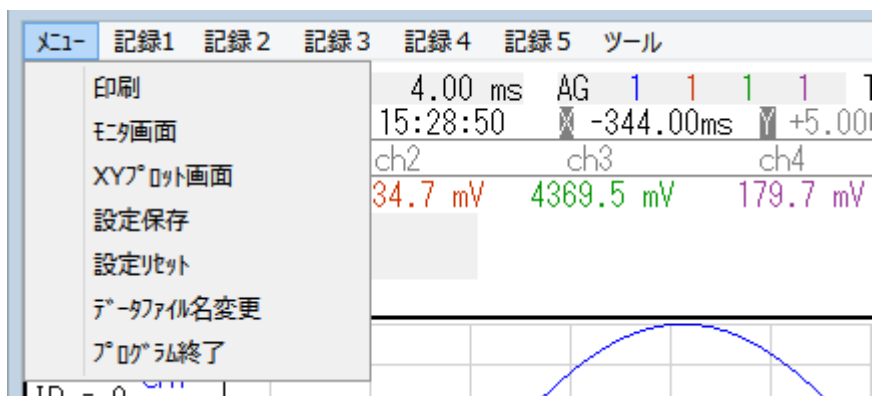 ﾒﾆｭｰ 記録1 記録2 記録3 記録4 記録5 ツール
印刷
4.00 ms AG 1 1 1 1
ﾓﾆﾀ画面
15:28:50 X -344.00ms Y +5.00
XYﾌﾟﾛｯﾄ画面
ch2 ch3 ch4
34.7 mV 4369.5 mV 179.7 mV
設定保存
設定ﾘｾｯﾄ
ﾃﾞｰﾀﾌｧｲﾙ名変更
ﾌﾟﾛｸﾞﾗﾑ終了